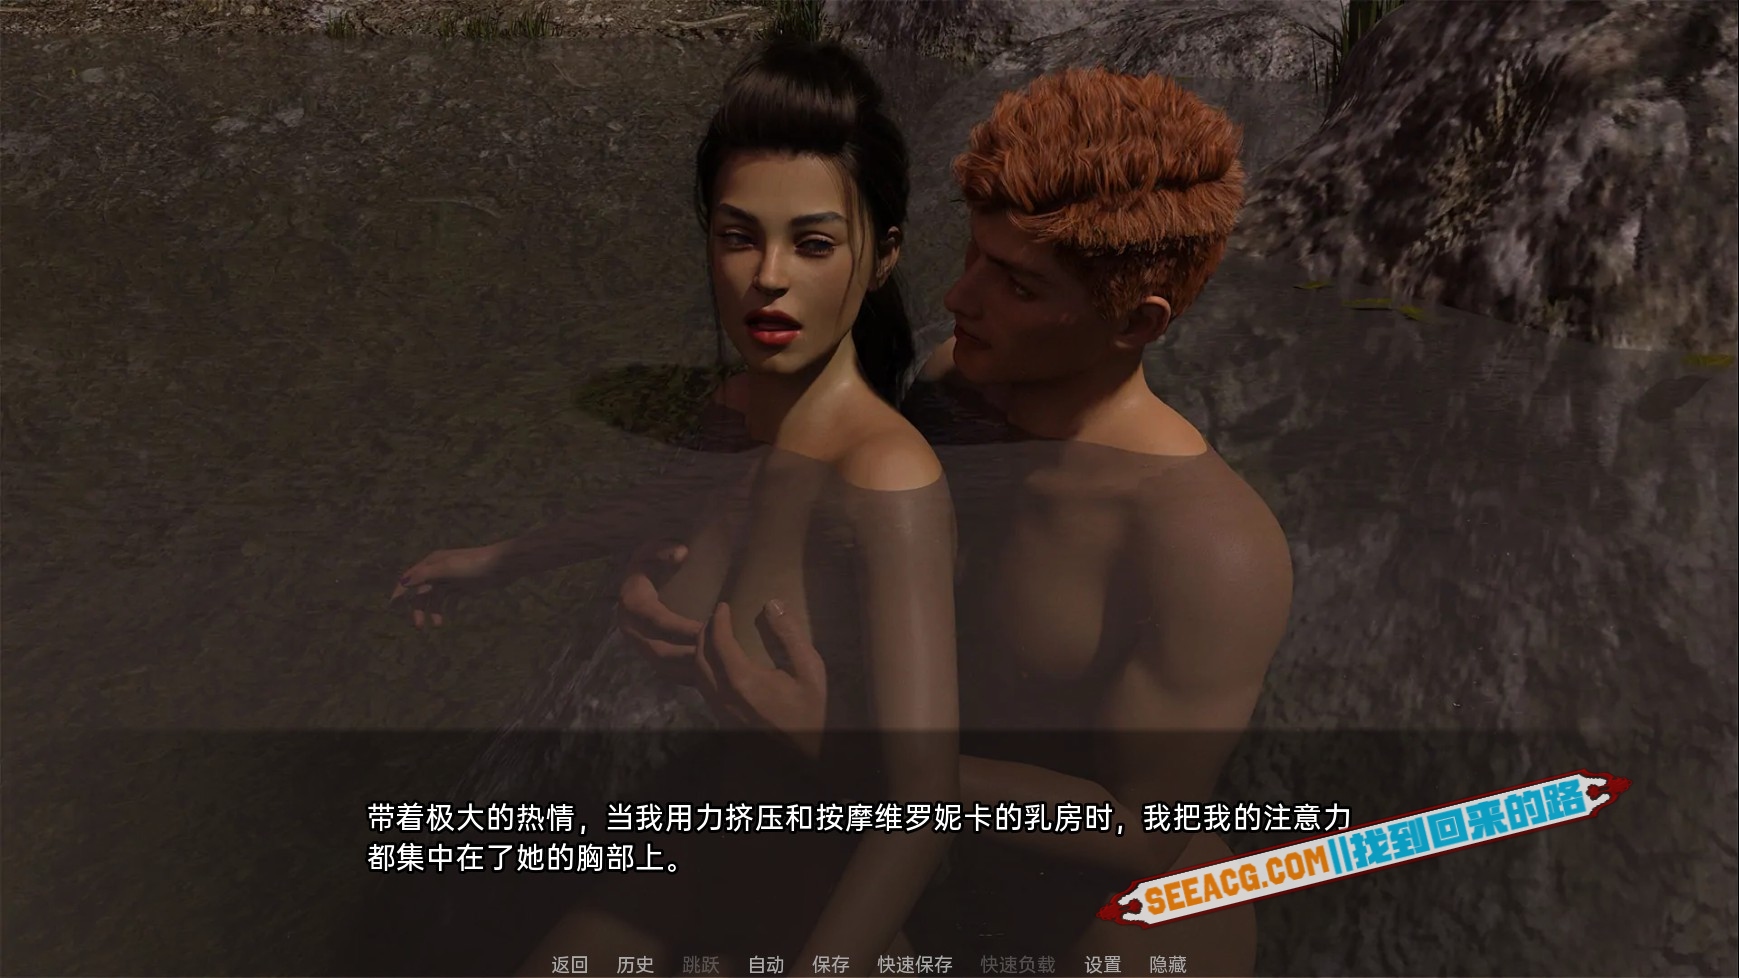 带着极大的热情，当我用力挤压和按摩维罗妮卡的乳房时，我把我的注意力
都集中在了她的胸部上。
SEEACG.COM||找到回来的路
返回 历史 跳跃 自动 保存 快速保存 快速负载 设置 隐藏